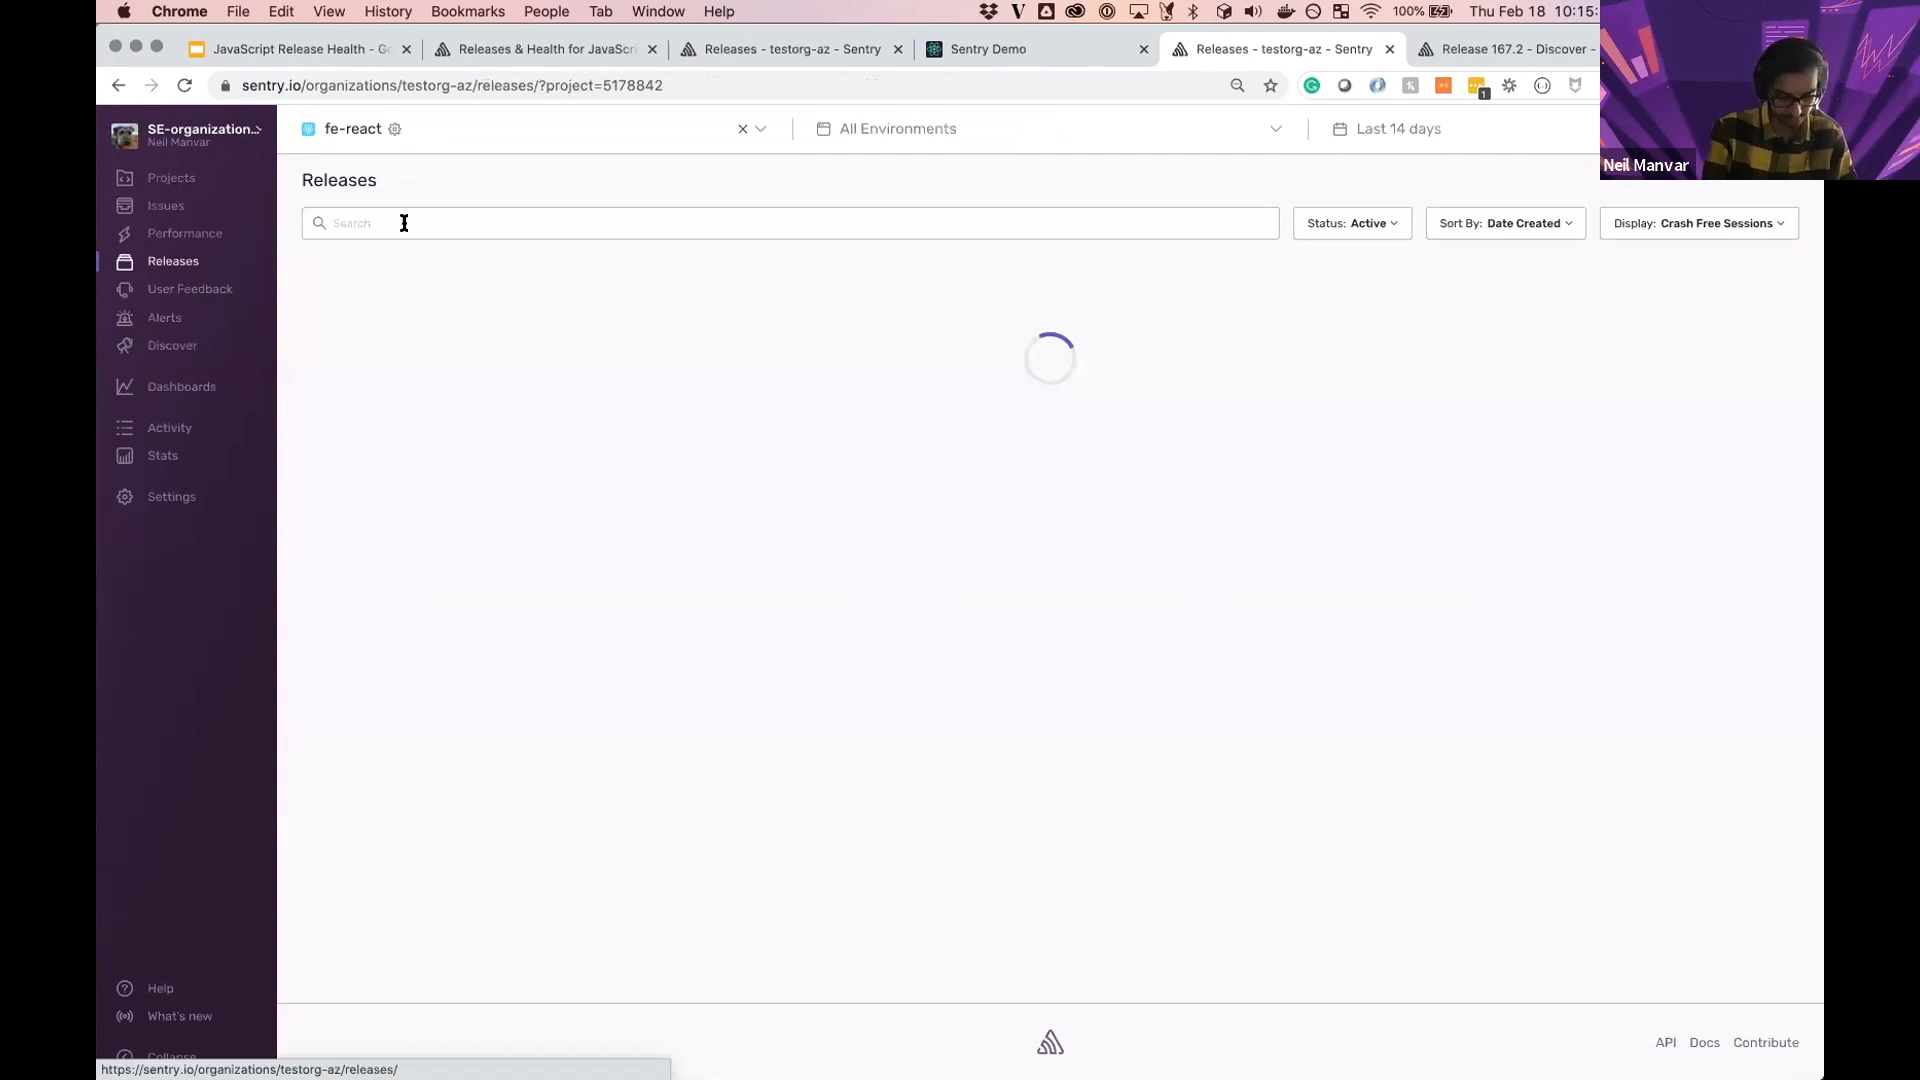 Chrome File Edit View History Bookmarks People Tab Window Help 100% Thu Feb 18 10:15:
JavaScript Release Health - Go Releases & Health for JavaScri Releases - testorg-az - Sentry Sentry Demo Releases - testorg-az - Sentry Release 167.2 - Discover -
sentry.io/organizations/testorg-az/releases/?project=5178842
1
SE-organization...
Neil Manvar
fe-react
All Environments
Last 14 days
Neil Manvar
Projects
Issues
Performance
Releases
User Feedback
Alerts
Discover
Dashboards
Activity
Stats
Settings
Releases
Search
Status: Active
Sort By: Date Created
Display: Crash Free Sessions
Help
What's new
Collapse
API Docs Contribute
https://sentry.io/organizations/testorg-az/releases/